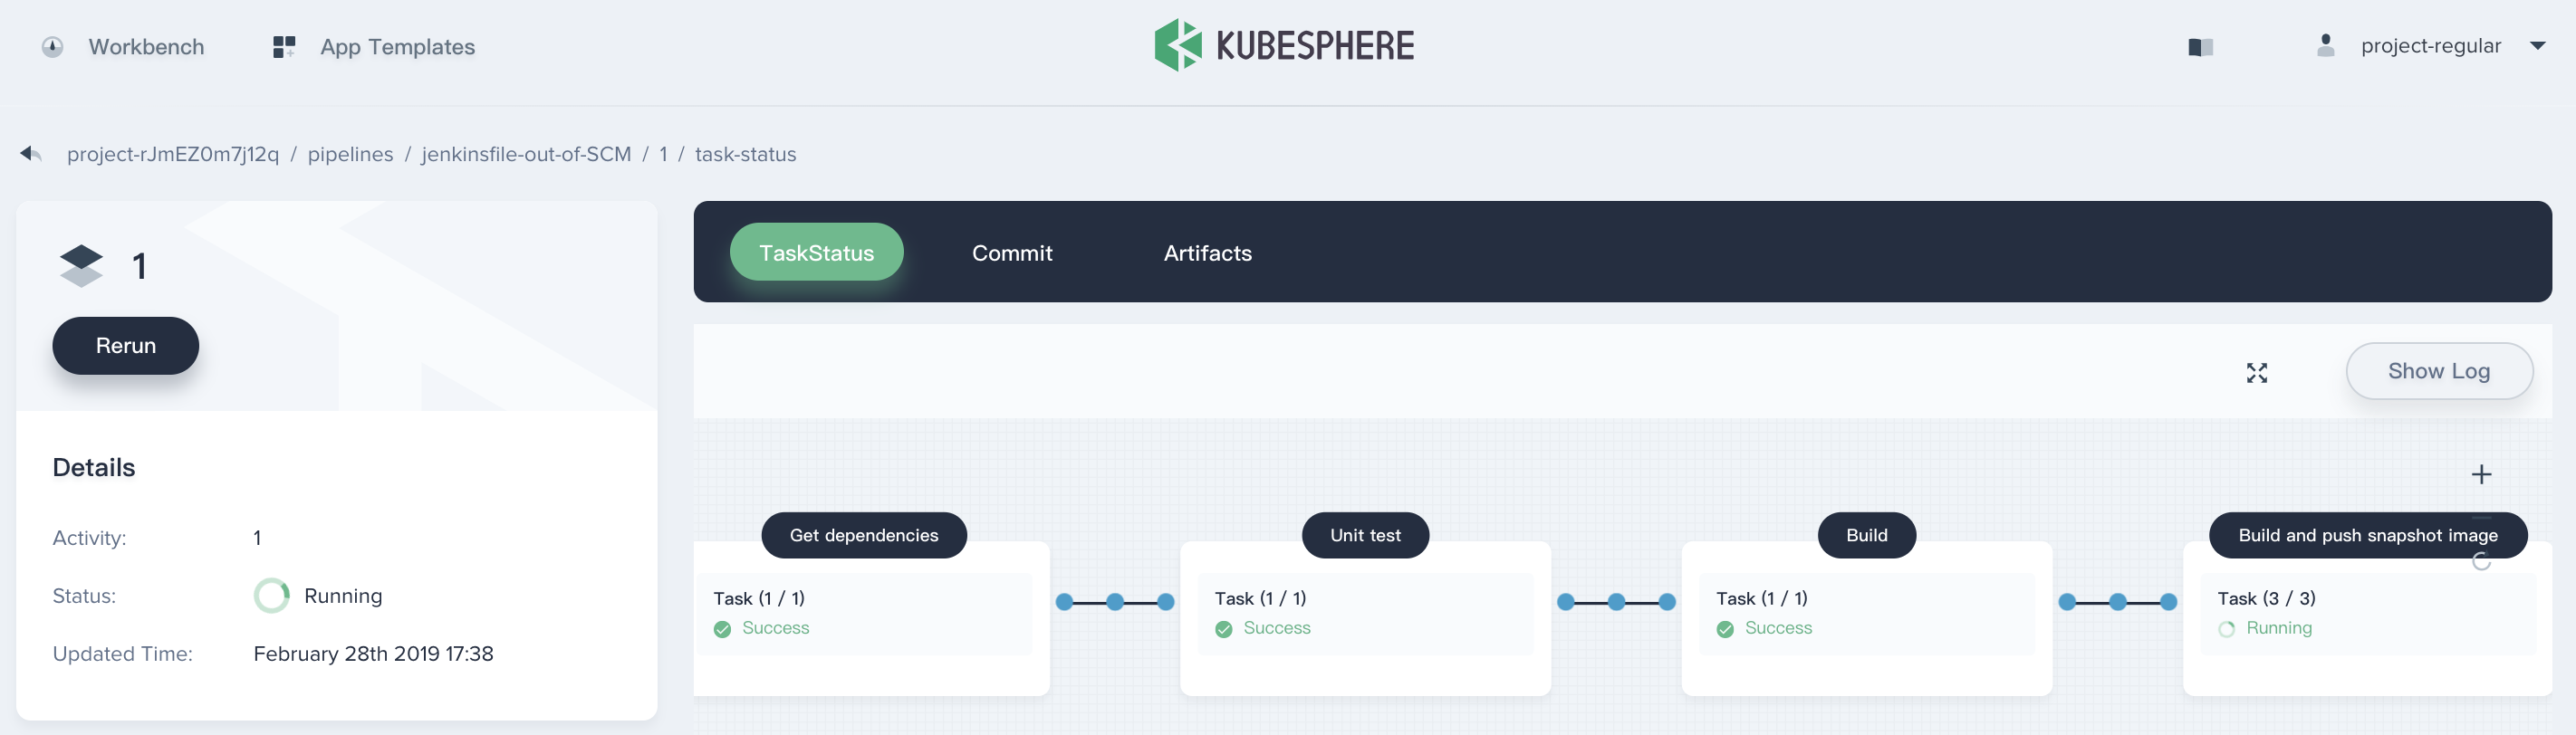 Workbench
App Templates
KUBESPHERE
project-regular
project-rJmEZ0m7j12q / pipelines / jenkinsfile-out-of-SCM / 1 / task-status
1
Rerun
Details
Activity: 1
Status: Running
Updated Time: February 28th 2019 17:38
TaskStatus
Commit
Artifacts
Show Log
Get dependencies
Task (1 / 1)
Success
Unit test
Task (1 / 1)
Success
Build
Task (1 / 1)
Success
Build and push snapshot image
Task (3 / 3)
Running